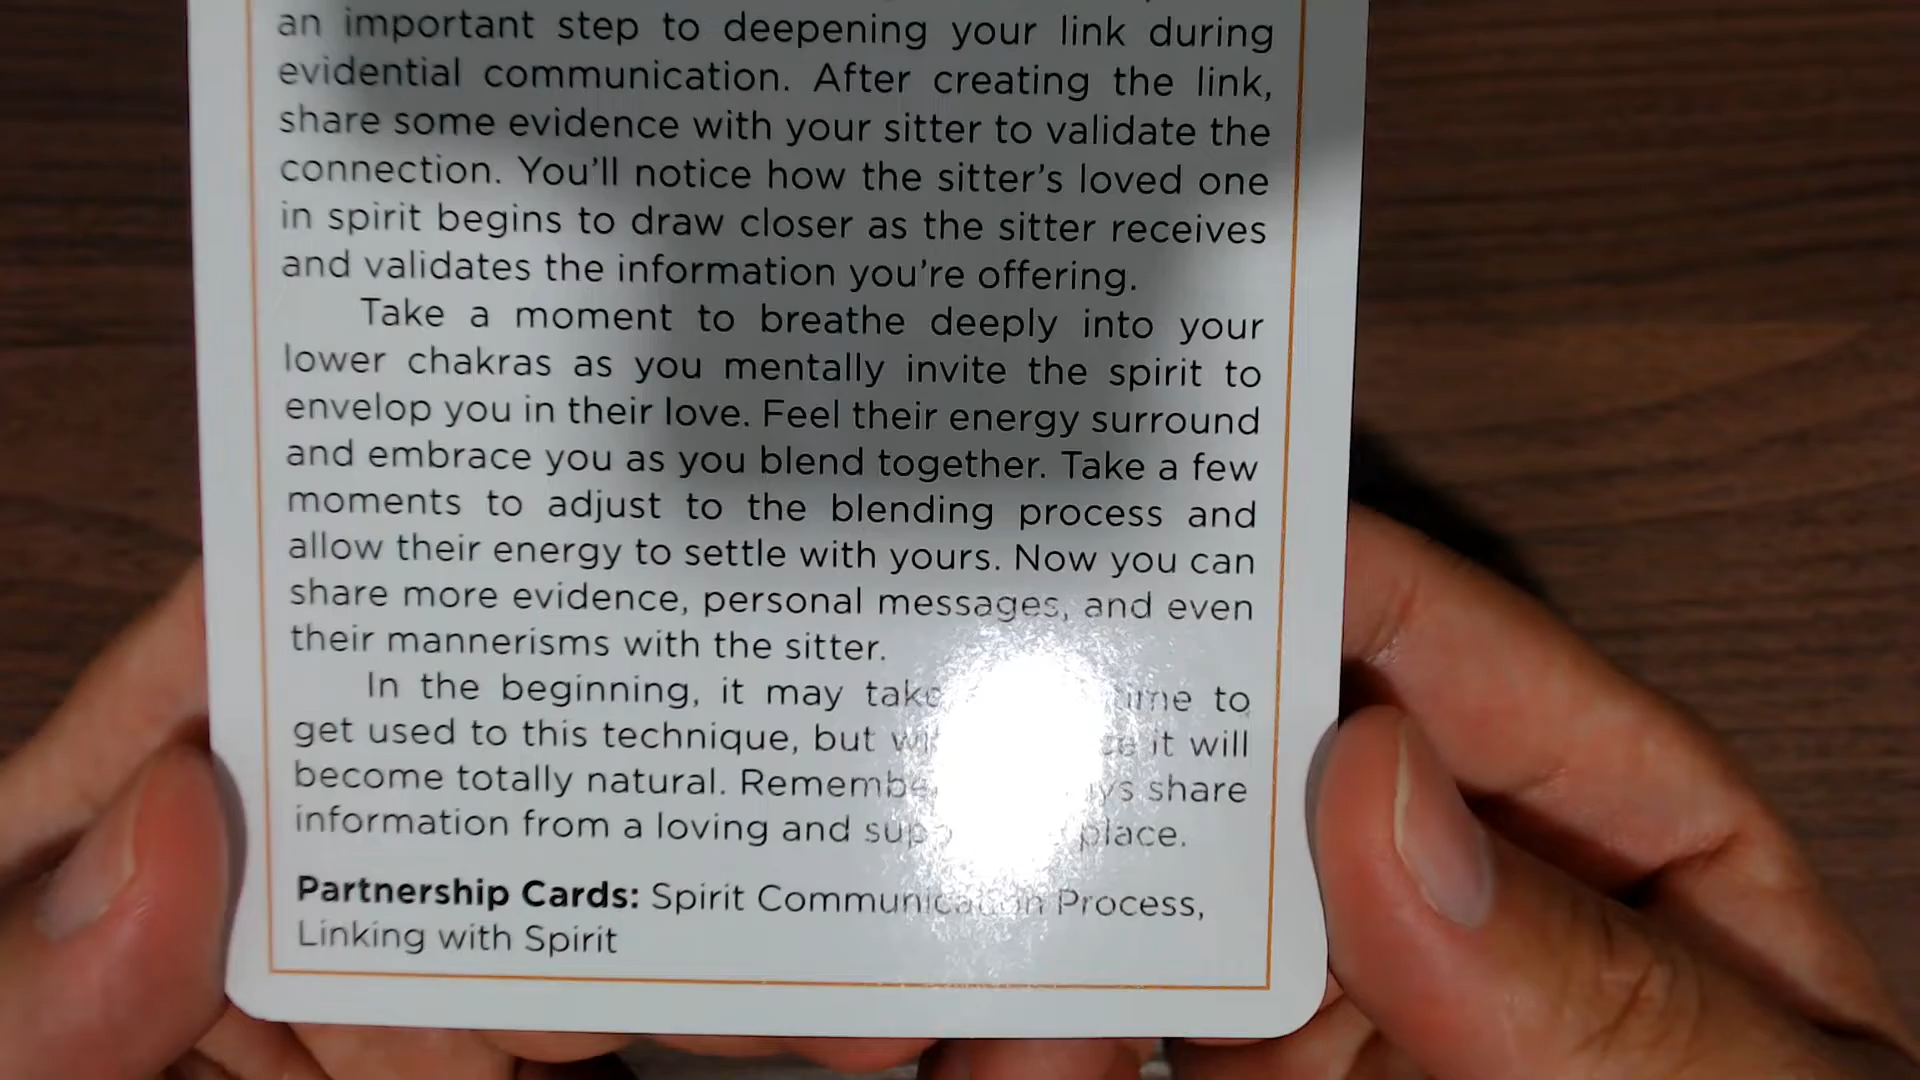 an important step to deepening your link during
evidential communication. After creating the link,
share some evidence with your sitter to validate the
connection. You'll notice how the sitter's loved one
in spirit begins to draw closer as the sitter receives
and validates the information you're offering.
Take a moment to breathe deeply into your
lower chakras as you mentally invite the spirit to
envelop you in their love. Feel their energy surround
and embrace you as you blend together. Take a few
moments to adjust to the blending process and
allow their energy to settle with yours. Now you can
share more evidence, personal messages, and even
their mannerisms with the sitter.
In the beginning, it may take time to
get used to this technique, but it will
become totally natural. share
information from a loving and place.
Partnership Cards: Spirit Communication Process,
Linking with Spirit